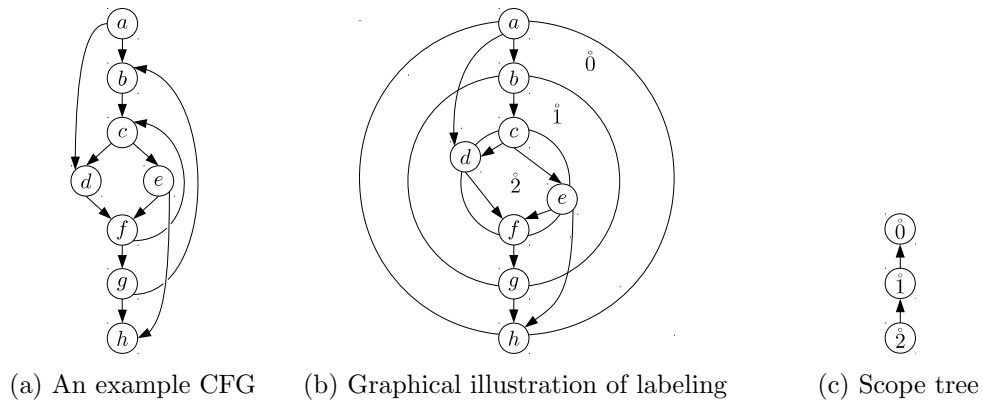 a
b
c
d
e
f
g
h
a
b
c
d
e
f
g
h
0̊
1̊
2̊
0̊
1̊
2̊
(a) An example CFG
(b) Graphical illustration of labeling
(c) Scope tree